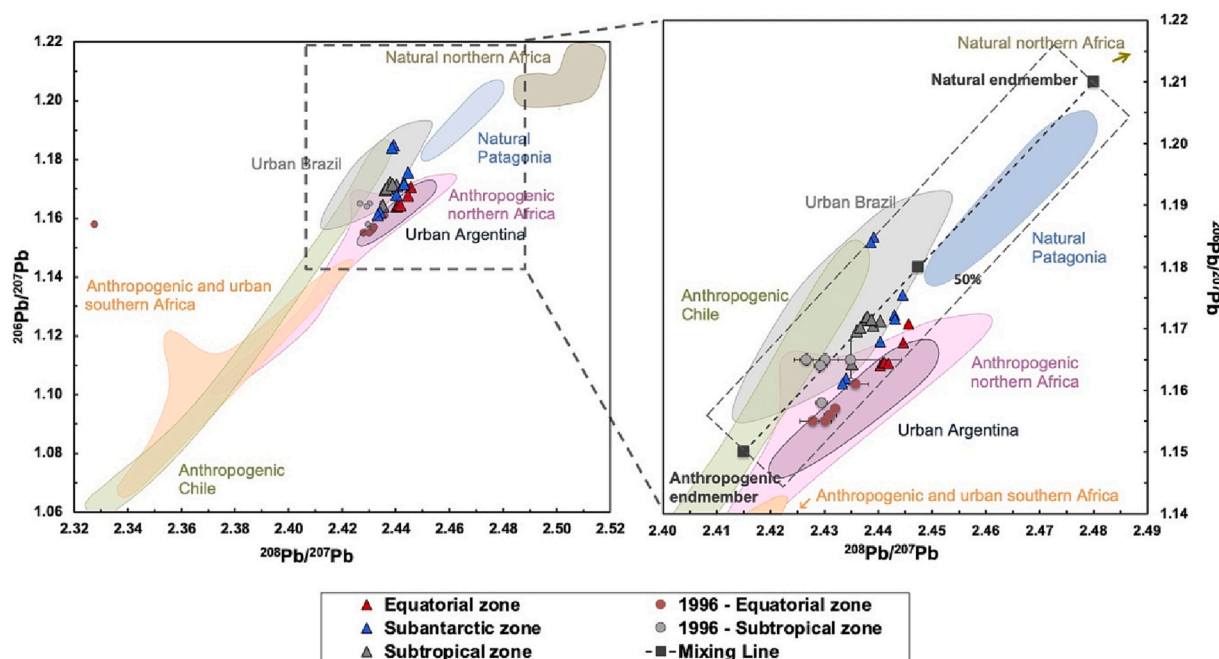 1.22
1.20
1.18
1.16
1.14
1.12
1.10
1.08
1.06
²⁰⁶Pb/²⁰⁷Pb
2.32 2.34 2.36 2.38 2.40 2.42 2.44 2.46 2.48 2.50 2.52
²⁰⁸Pb/²⁰⁷Pb
Natural northern Africa
Urban Brazil
Natural
Patagonia
Anthropogenic
northern Africa
Urban Argentina
Anthropogenic and urban
southern Africa
Anthropogenic
Chile
Natural northern Africa
Natural endmember
Urban Brazil
Natural
Patagonia
50%
Anthropogenic
Chile
Anthropogenic
northern Africa
Urban Argentina
Anthropogenic
endmember
Anthropogenic and urban southern Africa
1.22
1.21
1.20
1.19
1.18
1.17
1.16
1.15
1.14
²⁰⁶Pb/²⁰⁷Pb
2.40 2.41 2.42 2.43 2.44 2.45 2.46 2.47 2.48
²⁰⁸Pb/²⁰⁷Pb
Equatorial zone
Subantarctic zone
Subtropical zone
1996 - Equatorial zone
1996 - Subtropical zone
Mixing Line